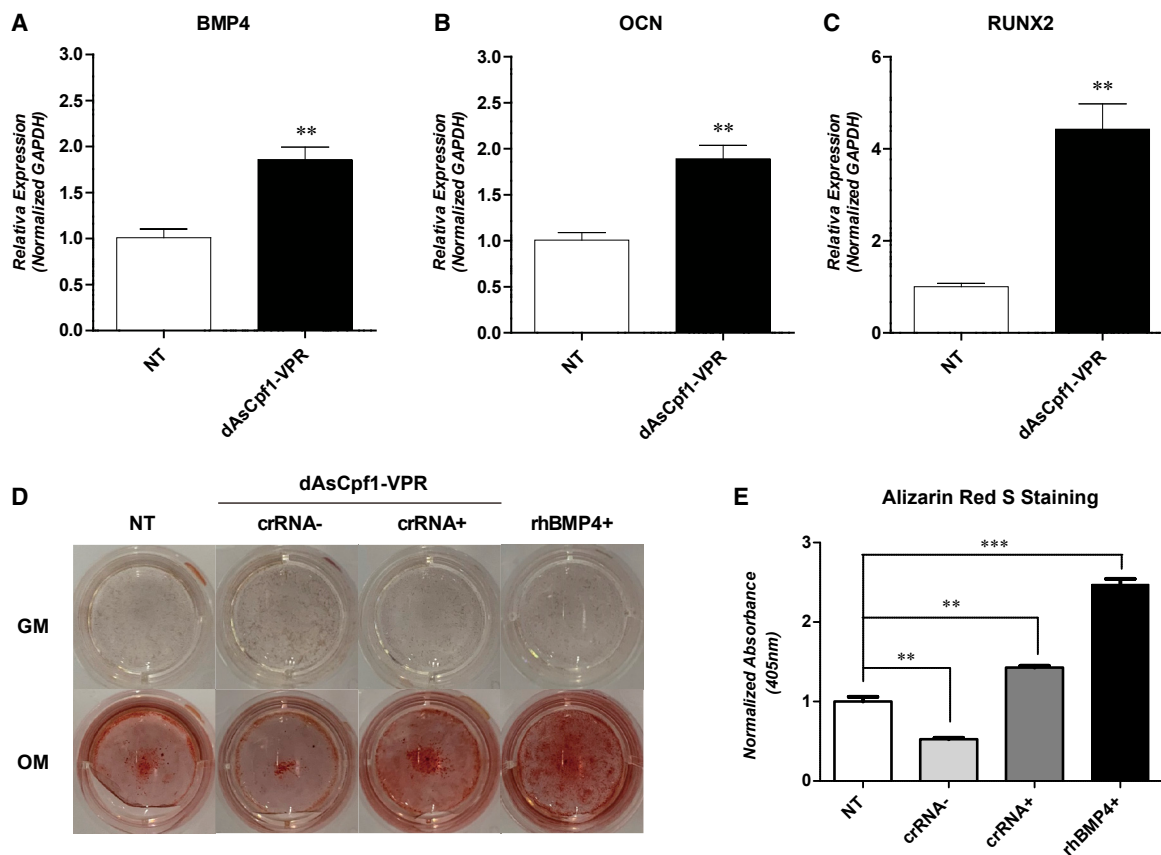 A
BMP4
Relativa Expression
(Normalized GAPDH)
3.0
2.5
2.0
1.5
1.0
0.5
0.0
**
NT
dAsCpf1-VPR
B
OCN
Relativa Expression
(Normalized GAPDH)
3.0
2.5
2.0
1.5
1.0
0.5
0.0
**
NT
dAsCpf1-VPR
C
RUNX2
Relativa Expression
(Normalized GAPDH)
6
4
2
0
**
NT
dAsCpf1-VPR
D
dAsCpf1-VPR
NT crRNA- crRNA+ rhBMP4+
GM
OM
E
Alizarin Red S Staining
Normalized Absorbance
(405nm)
3
2
1
0
***
**
**
NT
crRNA-
crRNA+
rhBMP4+